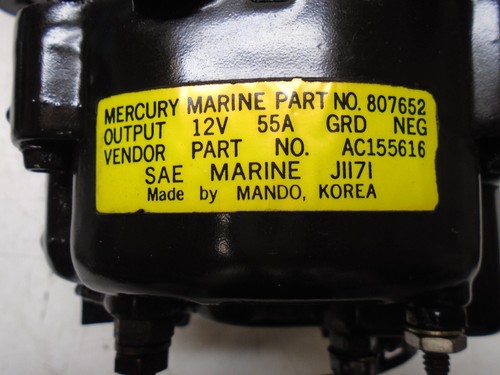 MERCURY MARINE PART NO. 807652
OUTPUT 12V 55A GRD NEG
VENDOR PART NO. AC155616
SAE MARINE J1171
Made by MANDO, KOREA